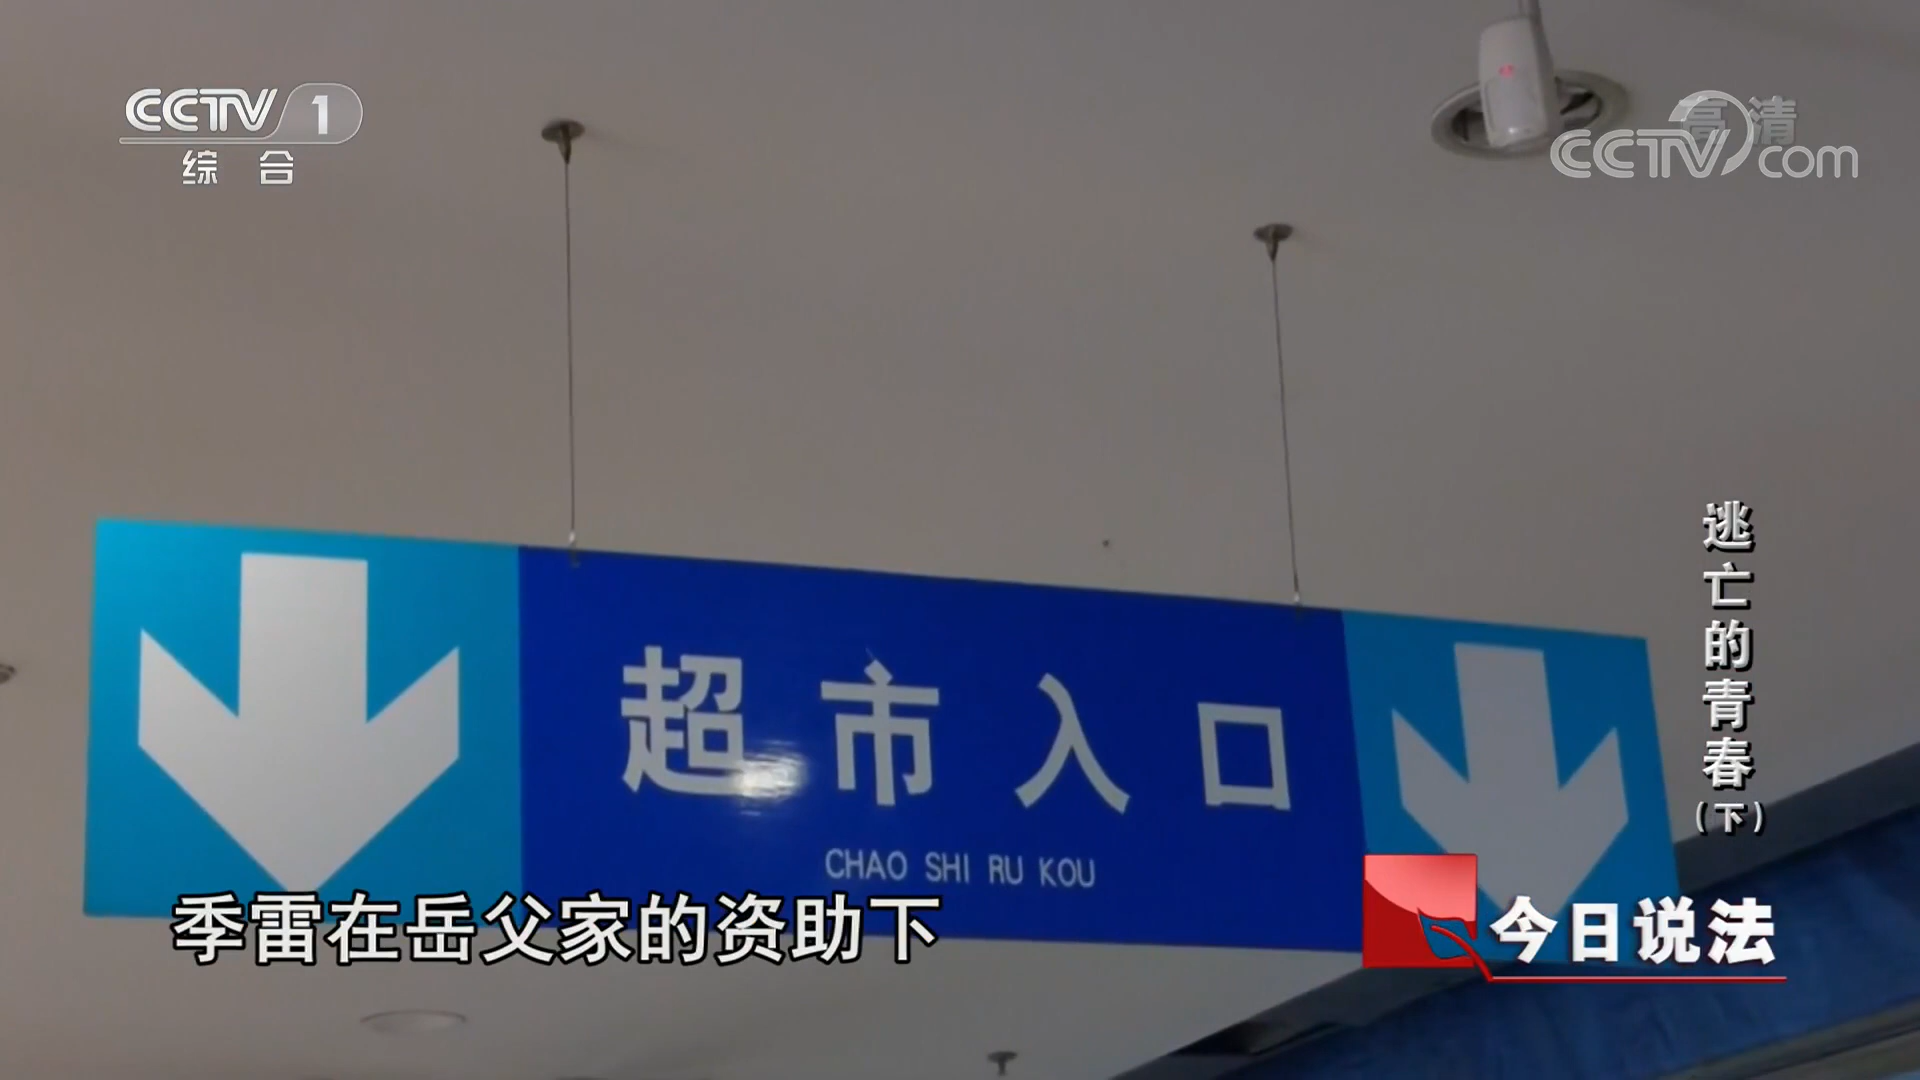 CCTV 1
综合
高清
CCTV com
逃亡的青春
(下)
超市入口
CHAO SHI RU KOU
季雷在岳父家的资助下
今日说法